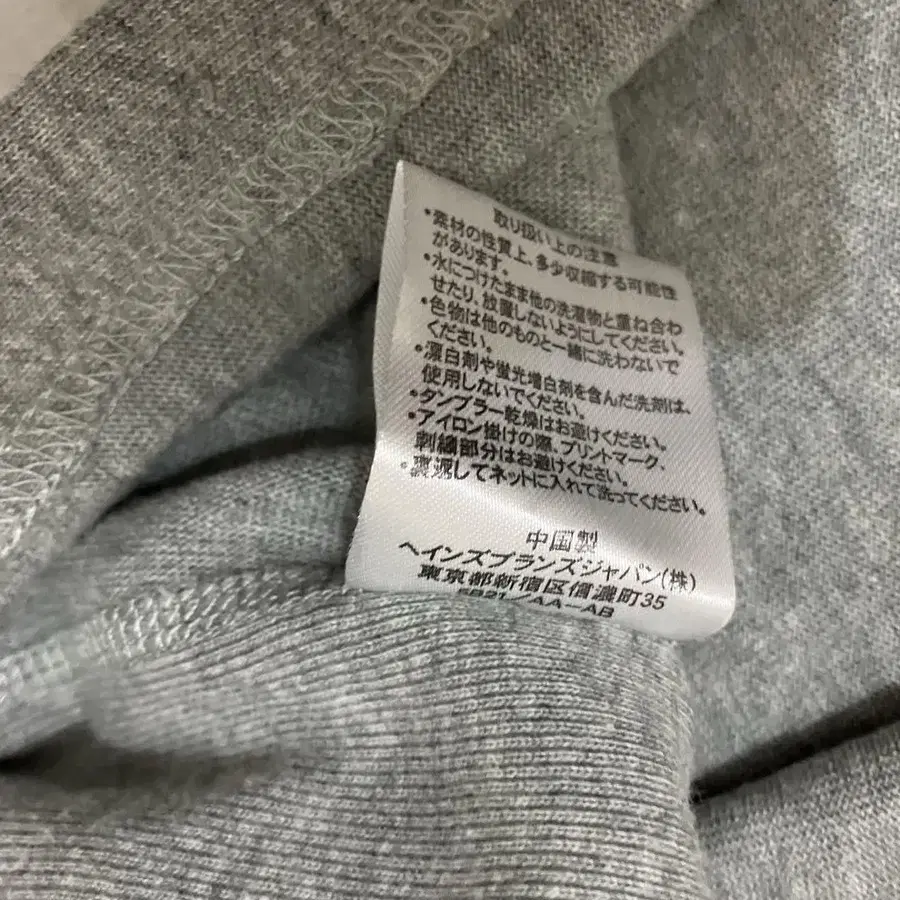 取り扱い上の注意
・素材の性質上、多少収縮する可能性
があります。
・水につけたまま他の洗濯物と重ね合わ
せたり、放置しないようにしてください。
・色物は他のものと一緒に洗わないで
ください。
・漂白剤や蛍光増白剤を含んだ洗剤は、
使用しないでください。
・タンブラー乾燥はお避けください。
・アイロン掛けの際、プリントマーク、
刺繍部分はお避けください。
・裏返してネットに入れて洗ってください。
中国製
ヘインズブランズジャパン(株)
東京都新宿区信濃町35